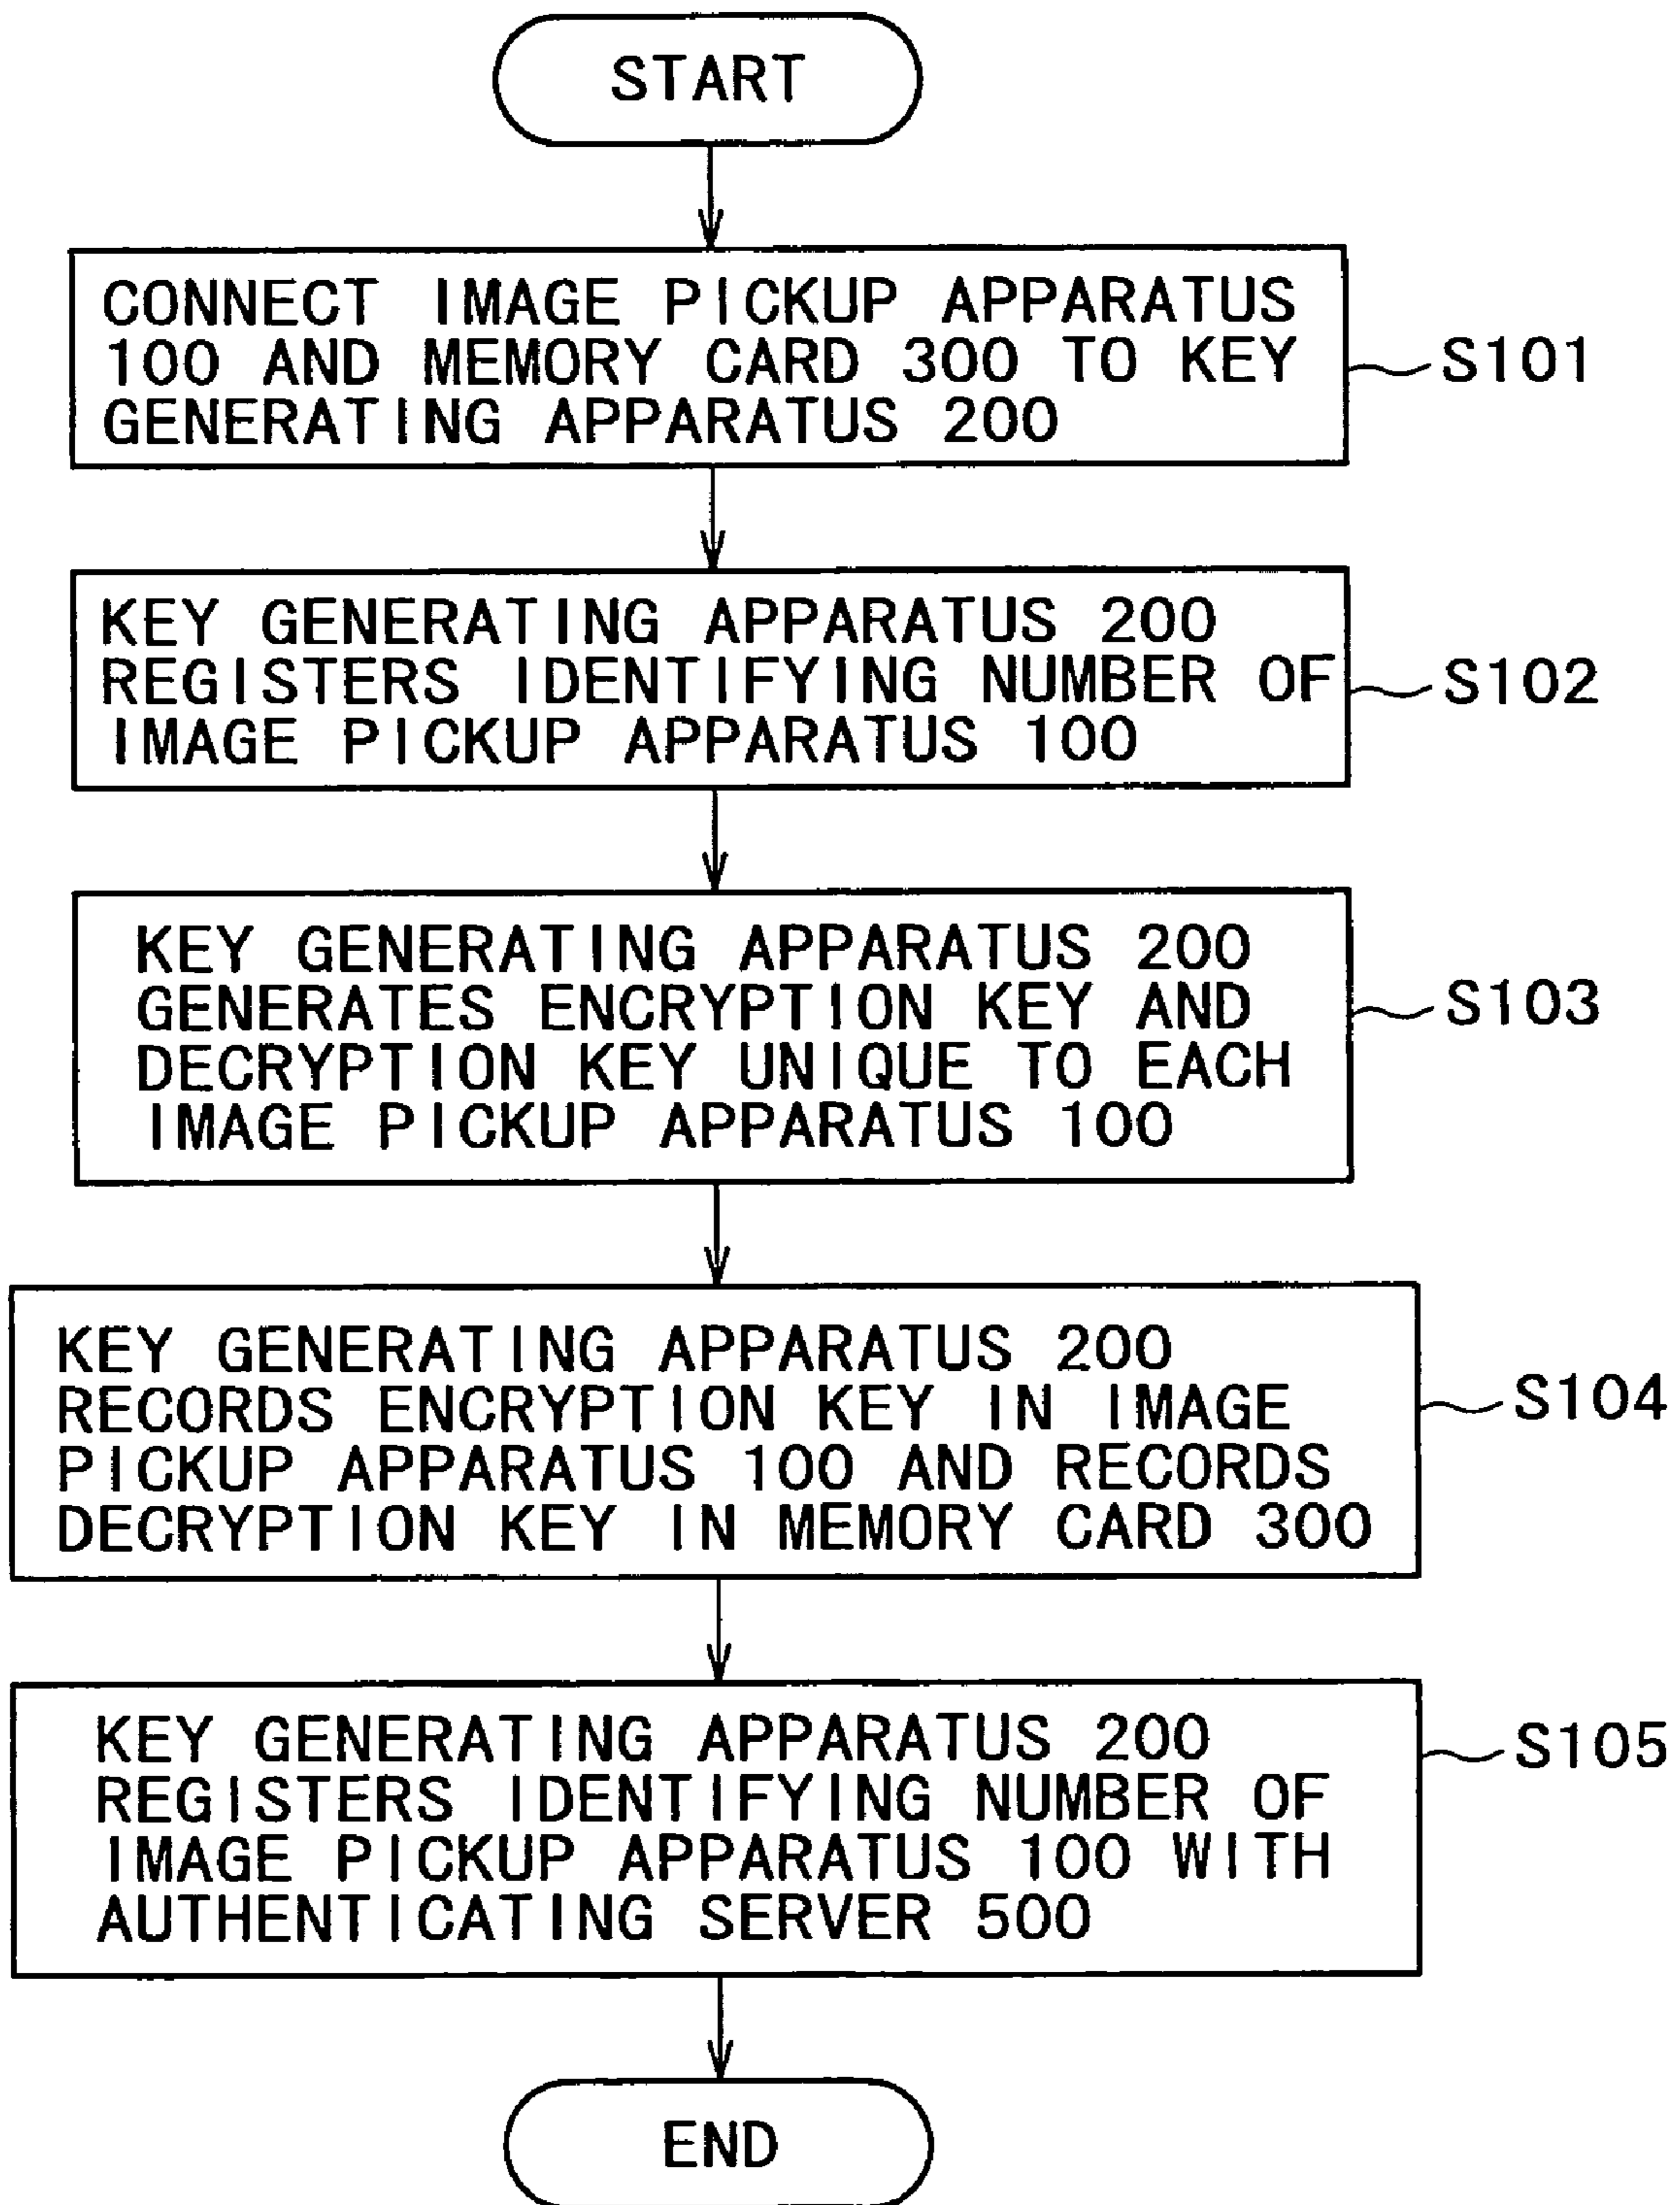 START
CONNECT IMAGE PICKUP APPARATUS
100 AND MEMORY CARD 300 TO KEY
GENERATING APPARATUS 200
S101
KEY GENERATING APPARATUS 200
REGISTERS IDENTIFYING NUMBER OF
IMAGE PICKUP APPARATUS 100
S102
KEY GENERATING APPARATUS 200
GENERATES ENCRYPTION KEY AND
DECRYPTION KEY UNIQUE TO EACH
IMAGE PICKUP APPARATUS 100
S103
KEY GENERATING APPARATUS 200
RECORDS ENCRYPTION KEY IN IMAGE
PICKUP APPARATUS 100 AND RECORDS
DECRYPTION KEY IN MEMORY CARD 300
S104
KEY GENERATING APPARATUS 200
REGISTERS IDENTIFYING NUMBER OF
IMAGE PICKUP APPARATUS 100 WITH
AUTHENTICATING SERVER 500
S105
END